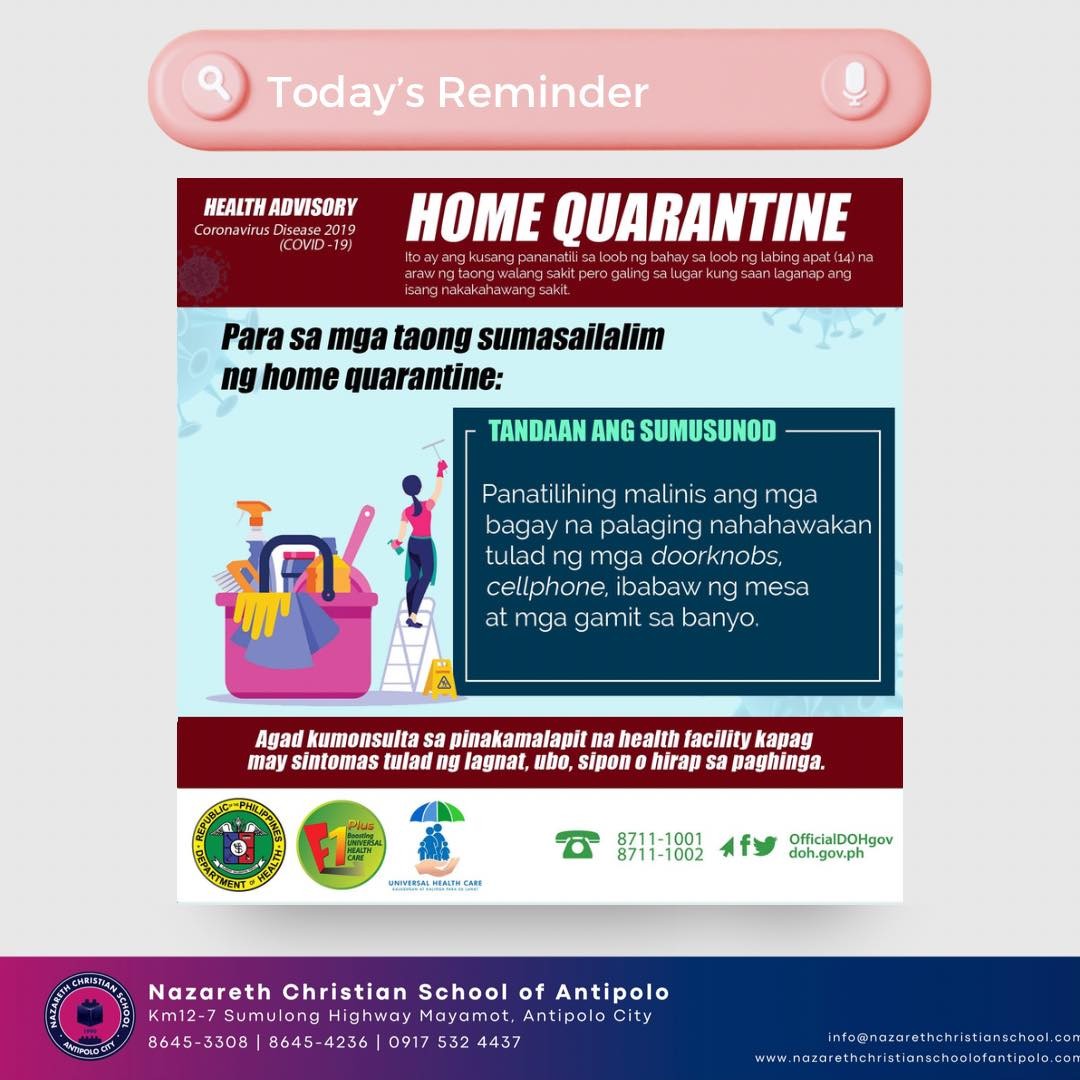 Today's Reminder
HEALTH ADVISORY
Coronavirus Disease 2019
(COVID -19)
HOME QUARANTINE
Ito ay ang kusang pananatili sa loob ng bahay sa loob ng labing apat (14) na
araw ng taong walang sakit pero galing sa lugar kung saan laganap ang
isang nakakahawang sakit.
Para sa mga taong sumasailalim
ng home quarantine:
TANDAAN ANG SUMUSUNOD
Panatilihing malinis ang mga
bagay na palaging nahahawakan
tulad ng mga doorknobs,
cellphone, ibabaw ng mesa
at mga gamit sa banyo.
Agad kumonsulta sa pinakamalapit na health facility kapag
may sintomas tulad ng lagnat, ubo, sipon o hirap sa paghinga.
REPUBLIC OF THE PHILIPPINES
DEPARTMENT OF HEALTH
F1
Plus
Boosting
UNIVERSAL
HEALTH
CARE
UNIVERSAL HEALTH CARE
KALUSUGAN AT KALINGA PARA SA LAHAT
8711-1001
8711-1002
OfficialDOHgov
doh.gov.ph
NAZARETH CHRISTIAN SCHOOL
1990
ANTIPOLO CITY
Nazareth Christian School of Antipolo
Km12-7 Sumulong Highway Mayamot, Antipolo City
8645-3308 | 8645-4236 | 0917 532 4437
info@nazarethchristianschool.com
www.nazarethchristianschoolofantipolo.com